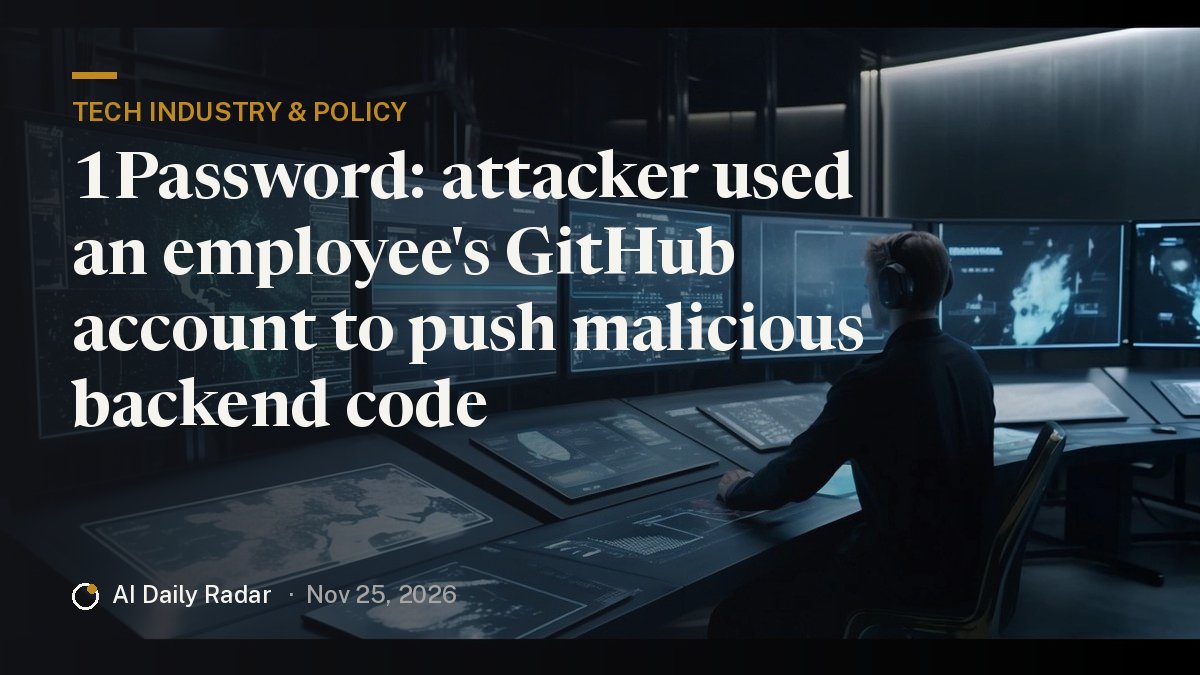 TECH INDUSTRY & POLICY
1Password: attacker used
an employee's GitHub
account to push malicious
backend code
AI Daily Radar · Nov 25, 2026